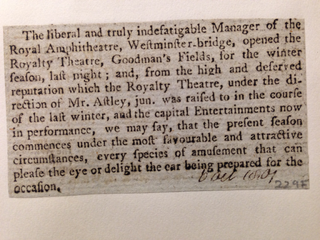 The liberal and truly indefatigable Manager of the
Royal Amphitheatre, Westminster-bridge, opened the
Royalty Theatre, Goodman's Fields, for the winter
season, last night; and, from the high and deferred
reputation which the Royalty Theatre, under the di-
rection of Mr. Astley, jun. was raised to in the course
of the last winter, and the capital Entertainments now
in performance, we may say, that the present season
commences under the most favourable and attractive
circumstances, every species of amusement that can
please the eye or delight the ear being prepared for the
occasion.